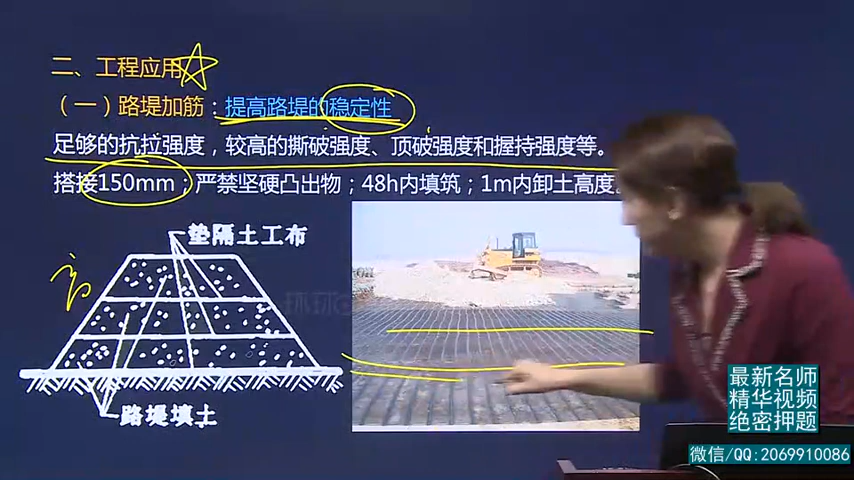 二、工程应用
（一）路堤加筋：提高路堤的稳定性
足够的抗拉强度，较高的撕破强度、顶破强度和握持强度等。
搭接150mm；严禁坚硬凸出物；48h内填筑；1m内卸土高度
垫隔土工布
环球
路堤填土
最新名师
精华视频
绝密押题
微信/QQ:2069910086